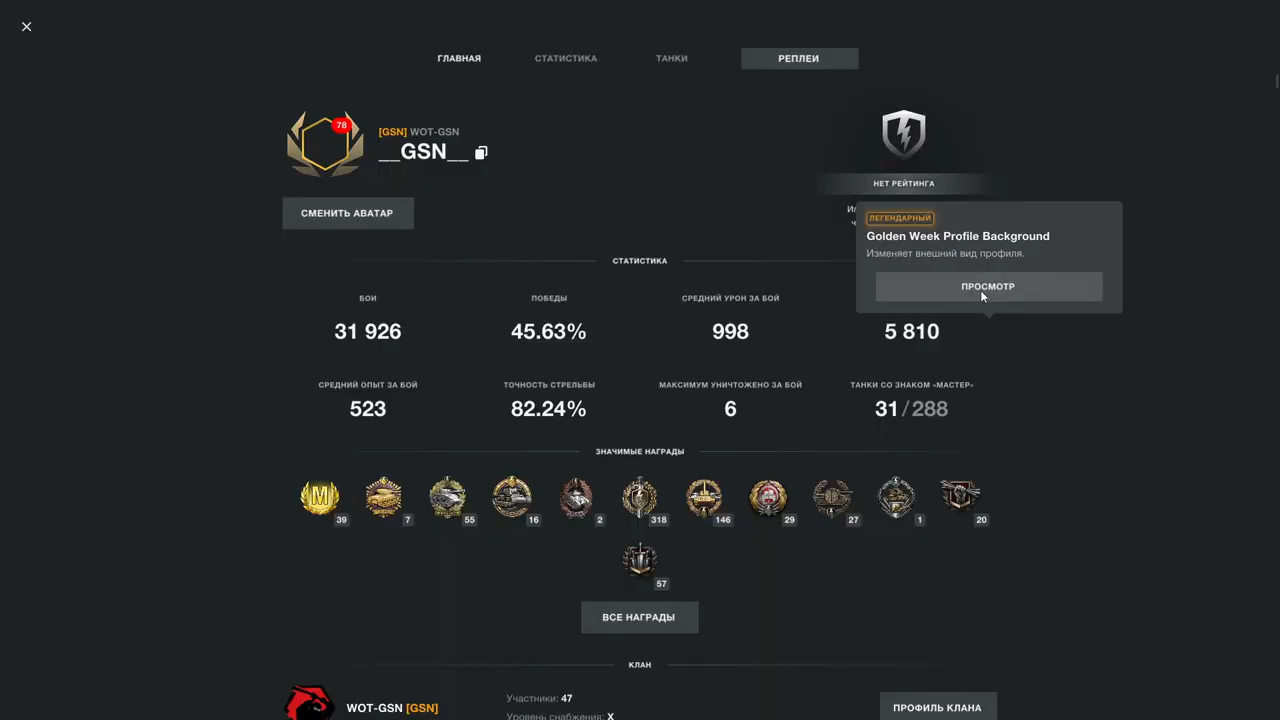 ГЛАВНАЯ СТАТИСТИКА ТАНКИ РЕПЛЕИ
78
[GSN] WOT-GSN
__GSN__
СМЕНИТЬ АВАТАР
НЕТ РЕЙТИНГА
ЛЕГЕНДАРНЫЙ
Golden Week Profile Background
Изменяет внешний вид профиля.
ПРОСМОТР
СТАТИСТИКА
БОИ ПОБЕДЫ СРЕДНИЙ УРОН ЗА БОЙ
31 926 45.63% 998 5 810
СРЕДНИЙ ОПЫТ ЗА БОЙ ТОЧНОСТЬ СТРЕЛЬБЫ МАКСИМУМ УНИЧТОЖЕНО ЗА БОЙ ТАНКИ СО ЗНАКОМ «МАСТЕР»
523 82.24% 6 31/288
ЗНАЧИМЫЕ НАГРАДЫ
M
39 7 55 16 2 318 146 29 27 1 20
57
ВСЕ НАГРАДЫ
КЛАН
WOT-GSN [GSN]
Участники: 47
Уровень снабжения: X
ПРОФИЛЬ КЛАНА